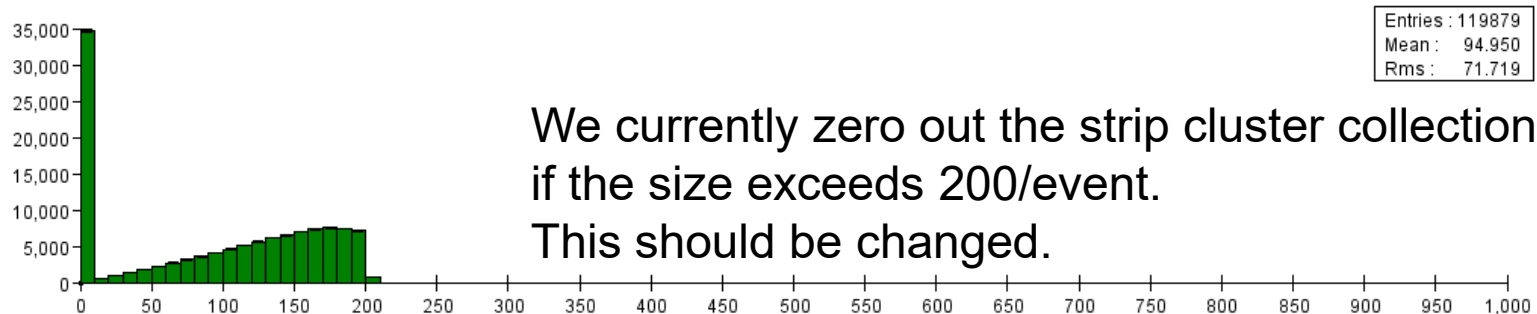 35,000
30,000
25,000
20,000
15,000
10,000
5,000
0
0 50 100 150 200 250 300 350 400 450 500 550 600 650 700 750 800 850 900 950 1,000
Entries : 119879
Mean : 94.950
Rms : 71.719
We currently zero out the strip cluster collection
if the size exceeds 200/event.
This should be changed.